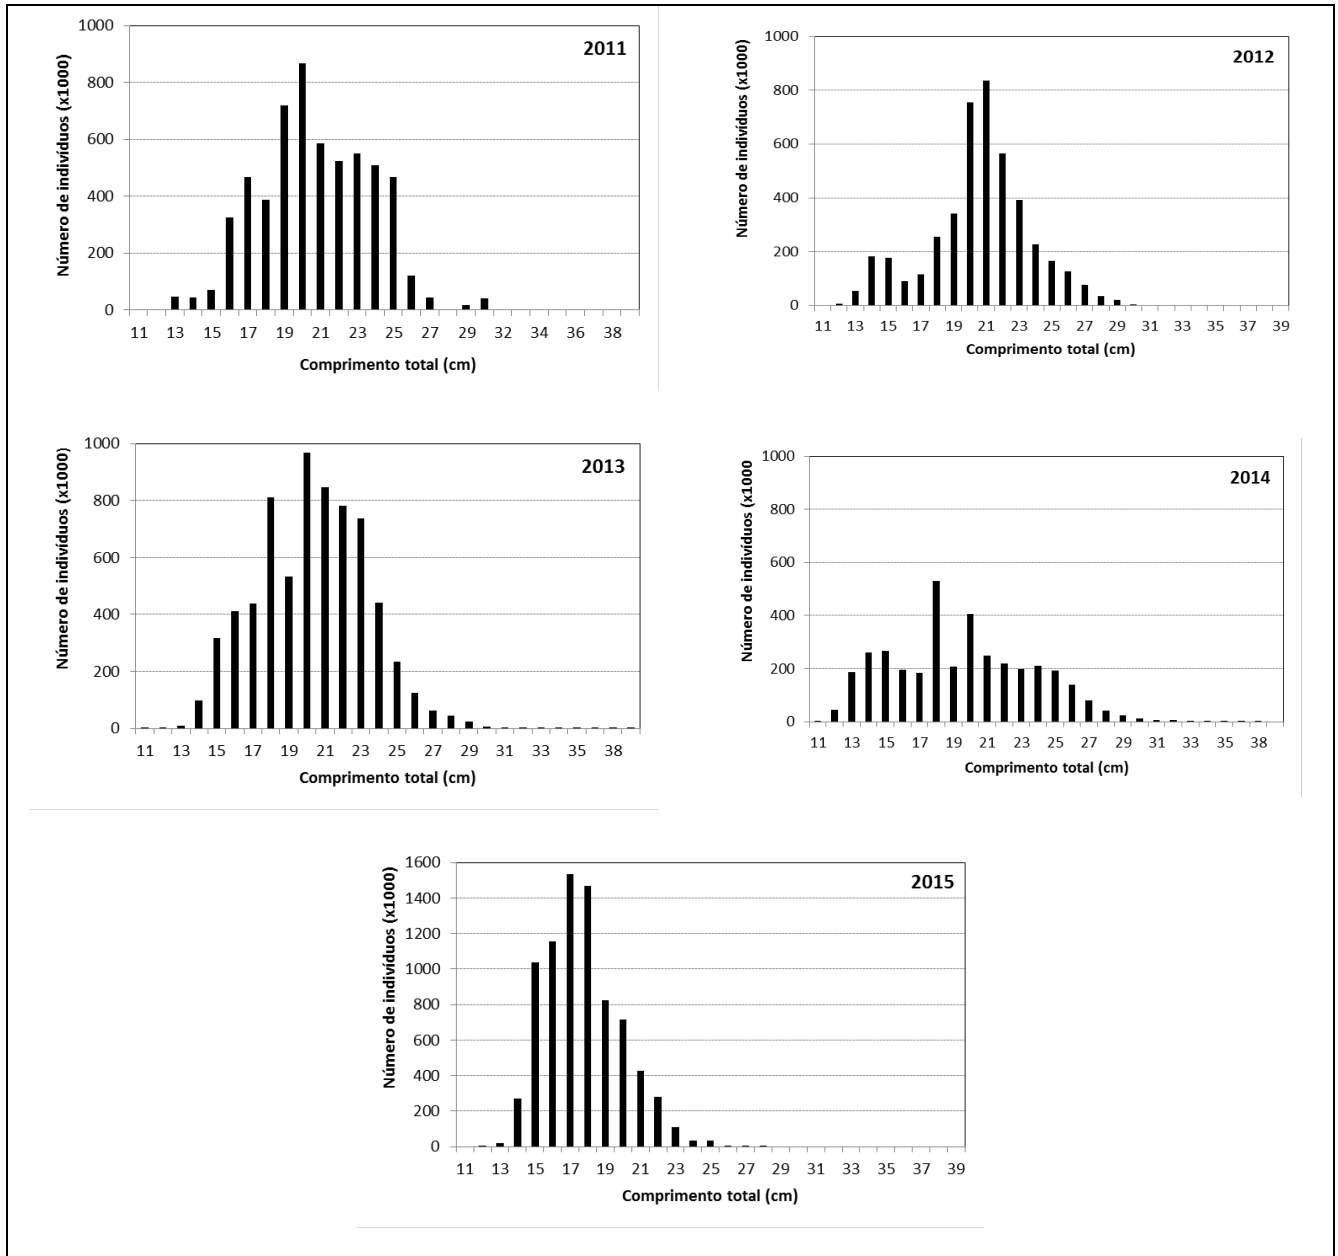 2011
Número de indivíduos (x1000)
1000
800
600
400
200
0
11 13 15 17 19 21 23 25 27 29 32 34 36 38
Comprimento total (cm)
2012
Número de indivíduos (x1000)
1000
800
600
400
200
0
11 13 15 17 19 21 23 25 27 29 31 33 35 37 39
Comprimento total (cm)
2013
Número de indivíduos (x1000)
1000
800
600
400
200
0
11 13 15 17 19 21 23 25 27 29 31 33 35 38
Comprimento total (cm)
2014
Número de indivíduos (x1000
1000
800
600
400
200
0
11 13 15 17 19 21 23 25 27 29 31 33 35 38
Comprimento total (cm)
2015
Número de indivíduos (x1000)
1600
1400
1200
1000
800
600
400
200
0
11 13 15 17 19 21 23 25 27 29 31 33 35 37 39
Comprimento total (cm)